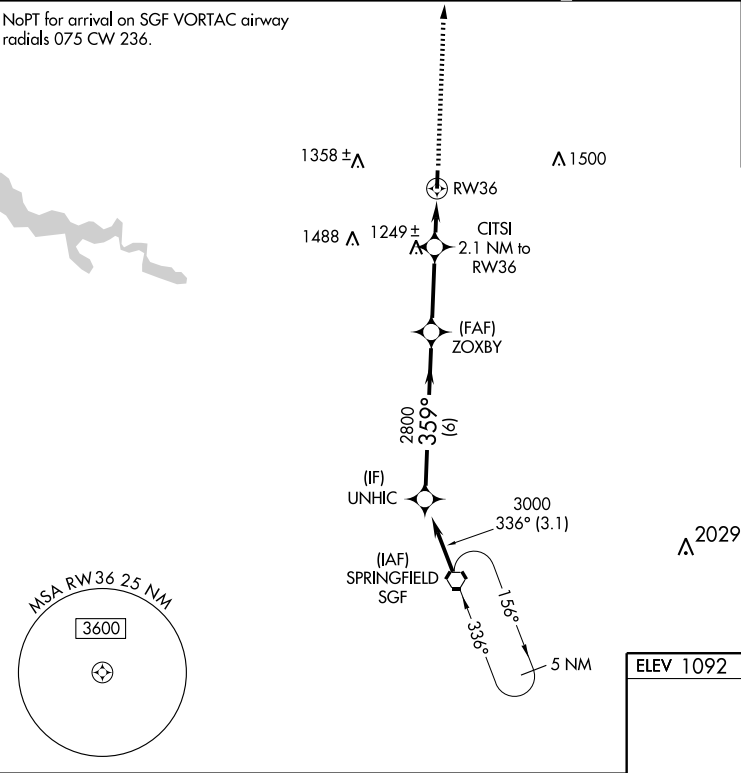 NoPT for arrival on SGF VORTAC airway
radials 075 CW 236.
1358 ±
1500
RW36
1488
1249 ±
CITSI
2.1 NM to
RW36
(FAF)
ZOXBY
2800
359°
(6)
(IF)
UNHIC
3000
336° (3.1)
2029
(IAF)
SPRINGFIELD
SGF
156°
336°
5 NM
MSA RW36 25 NM
3600
ELEV 1092